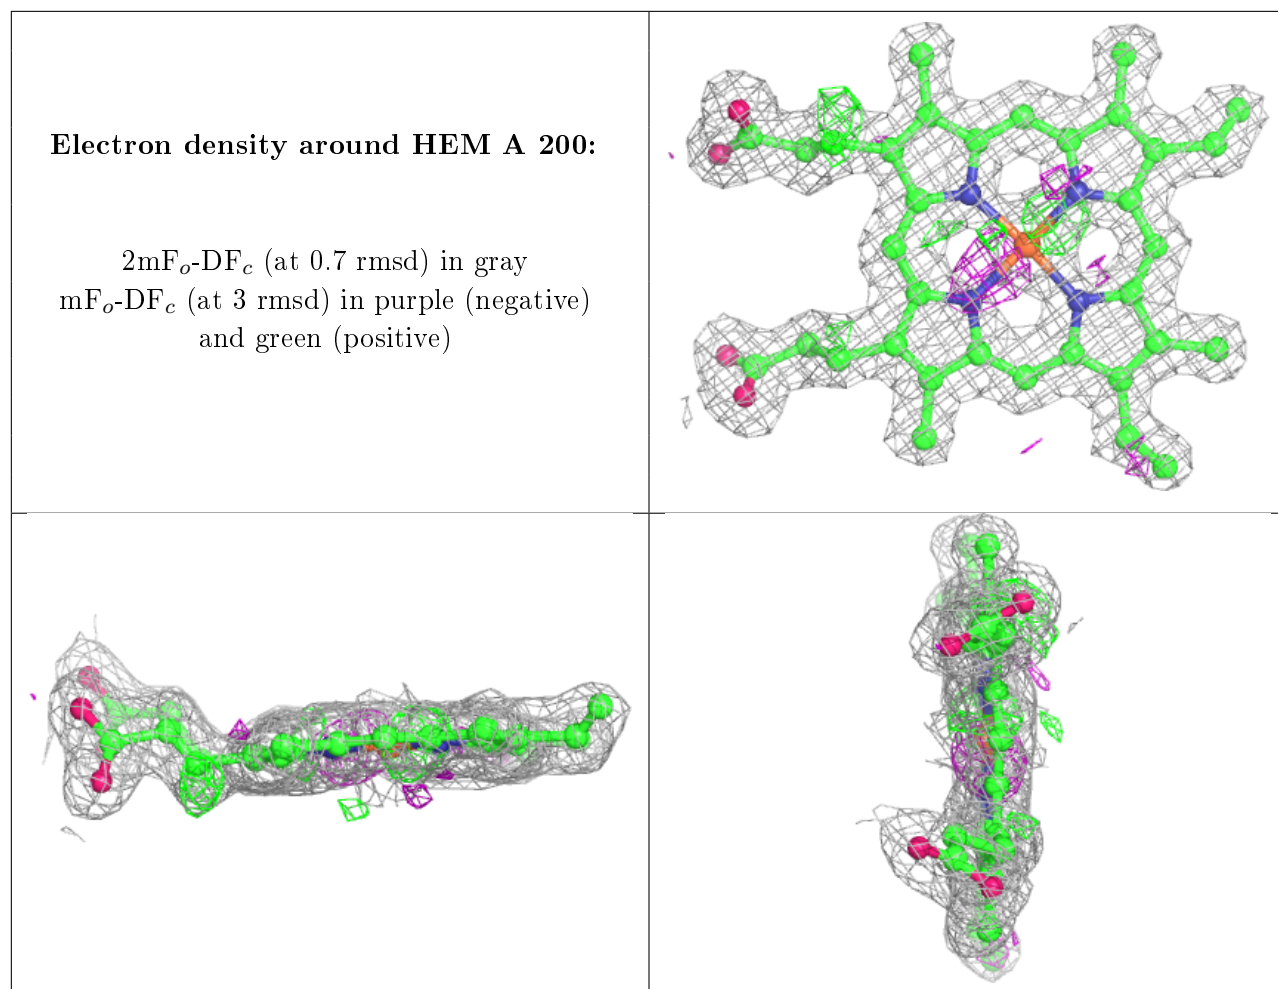 Electron density around HEM A 200:
2mFo-DFc (at 0.7 rmsd) in gray
mFo-DFc (at 3 rmsd) in purple (negative)
and green (positive)